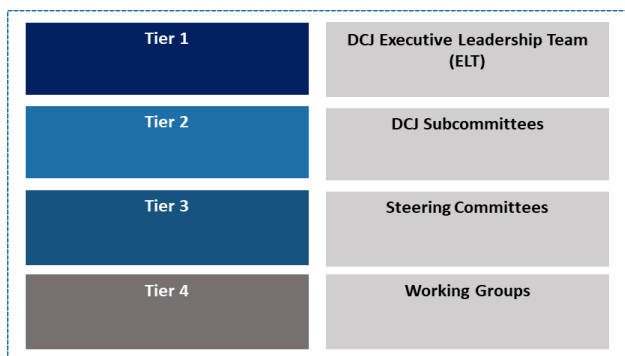 Tier 1
DCJ Executive Leadership Team
(ELT)
Tier 2
DCJ Subcommittees
Tier 3
Steering Committees
Tier 4
Working Groups